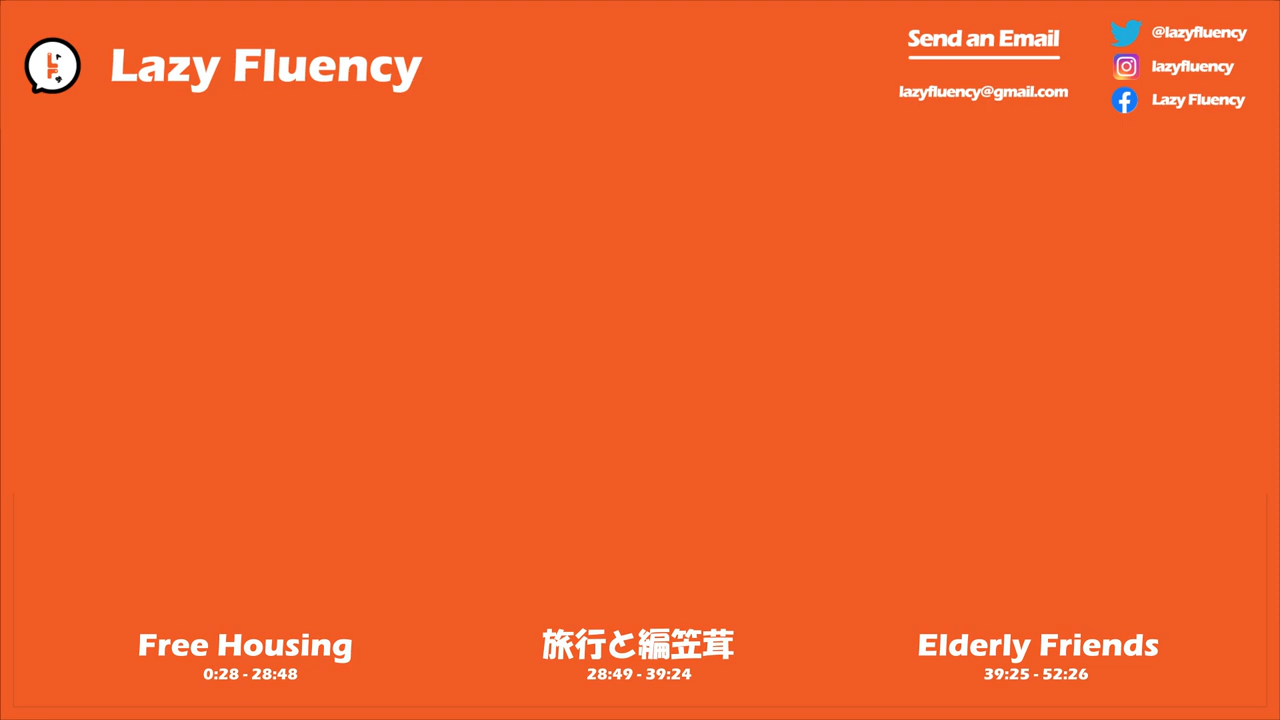 Lazy Fluency
Send an Email
lazyfluency@gmail.com
@lazyfluency
lazyfluency
Lazy Fluency
Free Housing
0:28 - 28:48
旅行と編笠茸
28:49 - 39:24
Elderly Friends
39:25 - 52:26